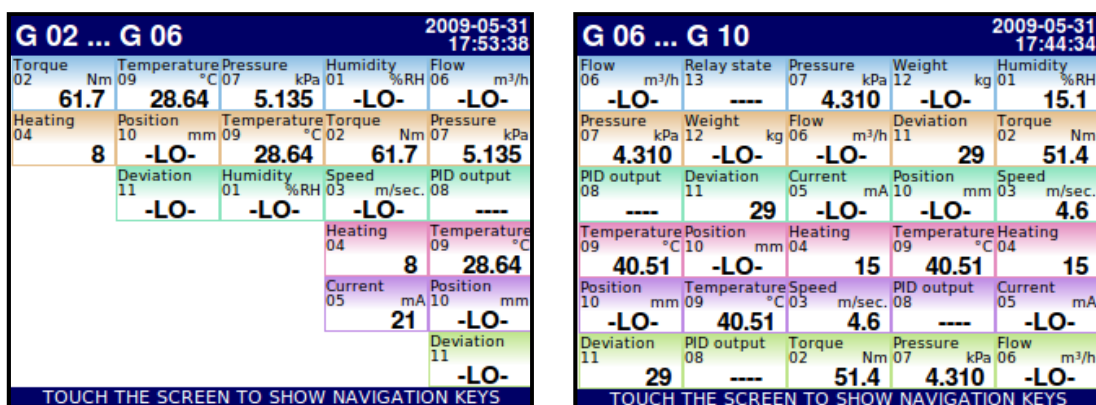 G 02 ... G 06 2009-05-31
17:53:38
Torque Temperature Pressure Humidity Flow
02 Nm 09 °C 07 kPa 01 %RH 06 m³/h
61.7 28.64 5.135 -LO- -LO-
Heating Position Temperature Torque Pressure
04 10 mm 09 °C 02 Nm 07 kPa
8 -LO- 28.64 61.7 5.135
Deviation Humidity Speed PID output
11 01 %RH 03 m/sec. 08
-LO- -LO- -LO- ----
Heating Temperature
04 09 °C
8 28.64
Current Position
05 mA 10 mm
21 -LO-
Deviation
11
-LO-
TOUCH THE SCREEN TO SHOW NAVIGATION KEYS
G 06 ... G 10 2009-05-31
17:44:34
Flow Relay state Pressure Weight Humidity
06 m³/h 13 07 kPa 12 kg 01 %RH
-LO- ---- 4.310 -LO- 15.1
Pressure Weight Flow Deviation Torque
07 kPa 12 kg 06 m³/h 11 02 Nm
4.310 -LO- -LO- 29 51.4
PID output Deviation Current Position Speed
08 11 05 mA 10 mm 03 m/sec.
---- 29 -LO- -LO- 4.6
Temperature Position Heating Temperature Heating
09 °C 10 mm 04 09 °C 04
40.51 -LO- 15 40.51 15
Position Temperature Speed PID output Current
10 mm 09 °C 03 m/sec. 08 05 mA
-LO- 40.51 4.6 ---- -LO-
Deviation PID output Torque Pressure Flow
11 08 02 Nm 07 kPa 06 m³/h
29 ---- 51.4 4.310 -LO-
TOUCH THE SCREEN TO SHOW NAVIGATION KEYS